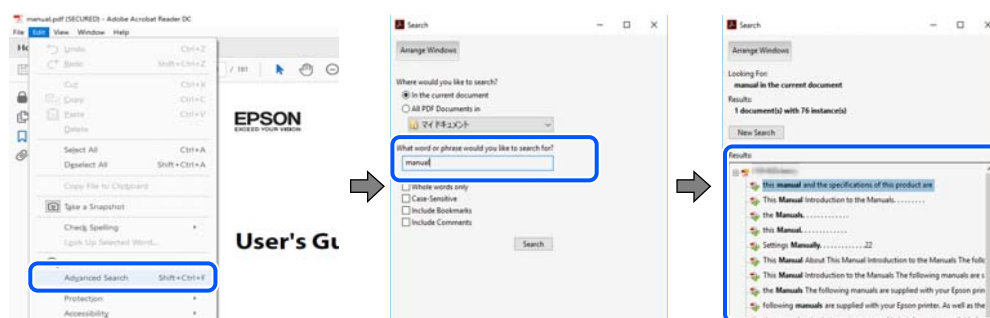 manual.pdf (SECURED) - Adobe Acrobat Reader DC
File Edit View Window Help
Undo Ctrl+Z
Redo Shift+Ctrl+Z
Cut Ctrl+X
Copy Ctrl+C
Paste Ctrl+V
Delete
Select All Ctrl+A
Deselect All Shift+Ctrl+A
Copy File to Clipboard
Take a Snapshot
Check Spelling
Look Up Selected Word...
Advanced Search Shift+Ctrl+F
Protection
Accessibility
/ 181
EPSON
EXCEED YOUR VISION
User's Gu
Search
Arrange Windows
Where would you like to search?
In the current document
All PDF Documents in
マイ ドキュメント
What word or phrase would you like to search for?
manual
Whole words only
Case-Sensitive
Include Bookmarks
Include Comments
Search
Search
Arrange Windows
Looking For:
manual in the current document
Results:
1 document(s) with 76 instance(s)
New Search
Results:
this manual and the specifications of this product are
This Manual Introduction to the Manuals.........
the Manuals.............
this Manual.............
Settings Manually.............22
This Manual About This Manual Introduction to the Manuals The follo
This Manual Introduction to the Manuals The following manuals are s
the Manuals The following manuals are supplied with your Epson prin
following manuals are supplied with your Epson printer. As well as the